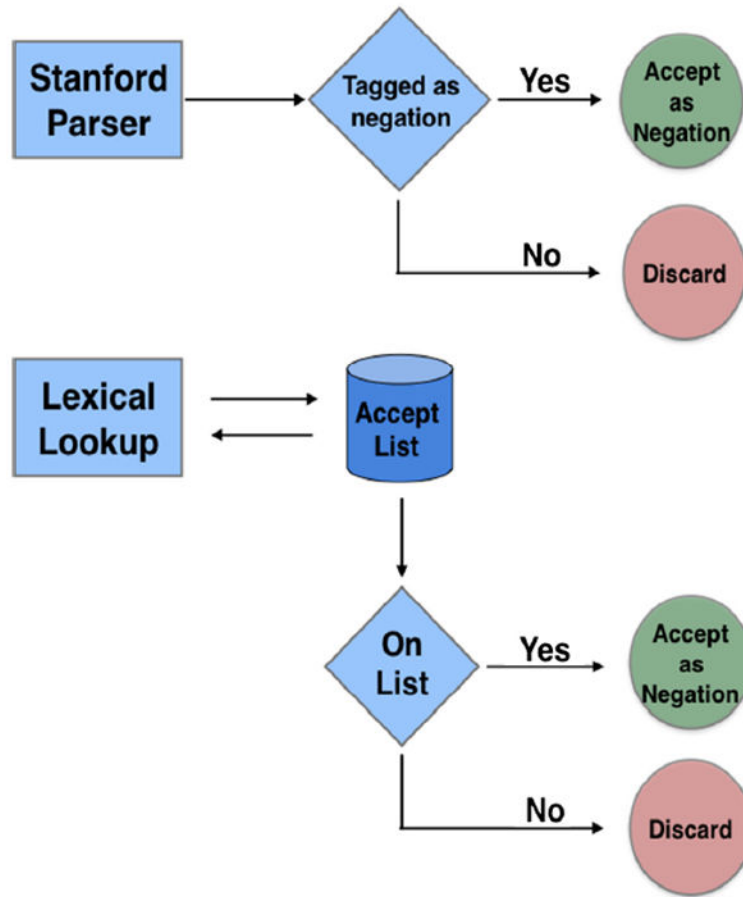 Stanford
Parser
Tagged as
negation
Yes
Accept
as
Negation
No
Discard
Lexical
Lookup
Accept
List
On
List
Yes
Accept
as
Negation
No
Discard